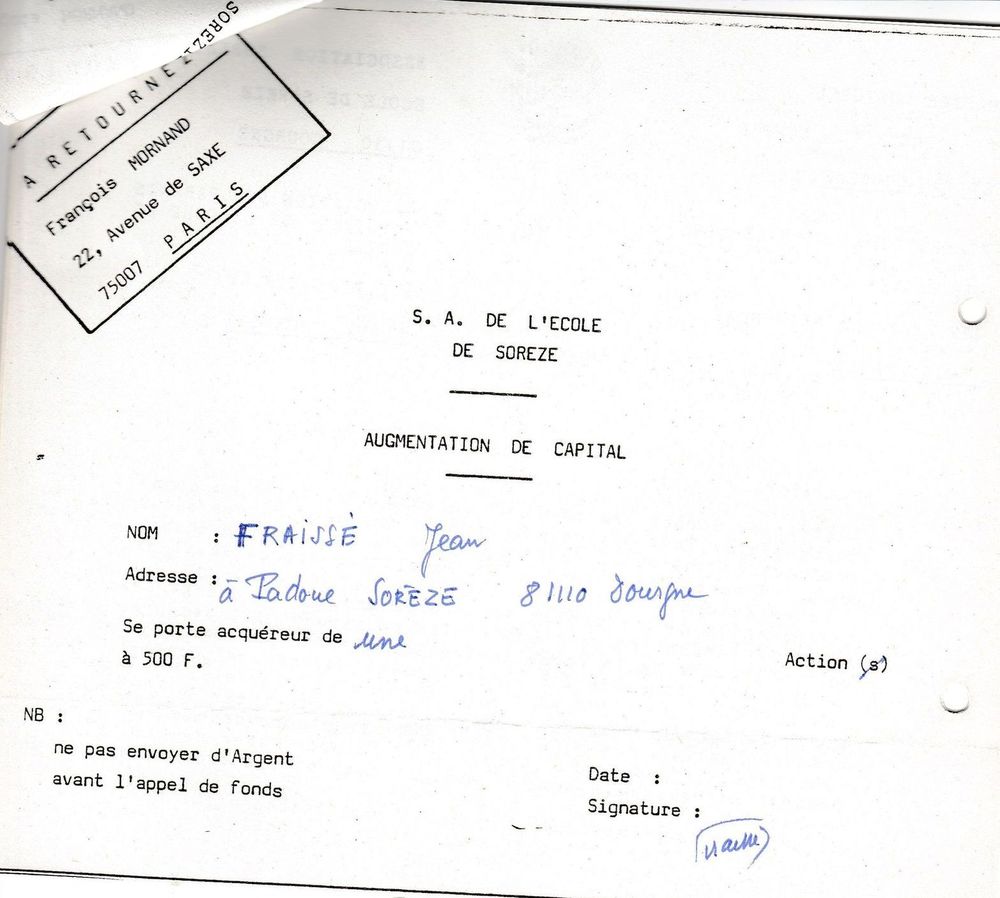 SOREZE
A RETOURNEZ
François MORNAND
22, Avenue de SAXE
75007 PARIS
S. A. DE L'ECOLE
DE SOREZE
AUGMENTATION DE CAPITAL
NOM : FRAISSÉ Jean
Adresse : à Padoue SORÈZE 81110 Dourgne
Se porte acquéreur de une
à 500 F. Action (s)
NB :
ne pas envoyer d'Argent
avant l'appel de fonds
Date :
Signature :